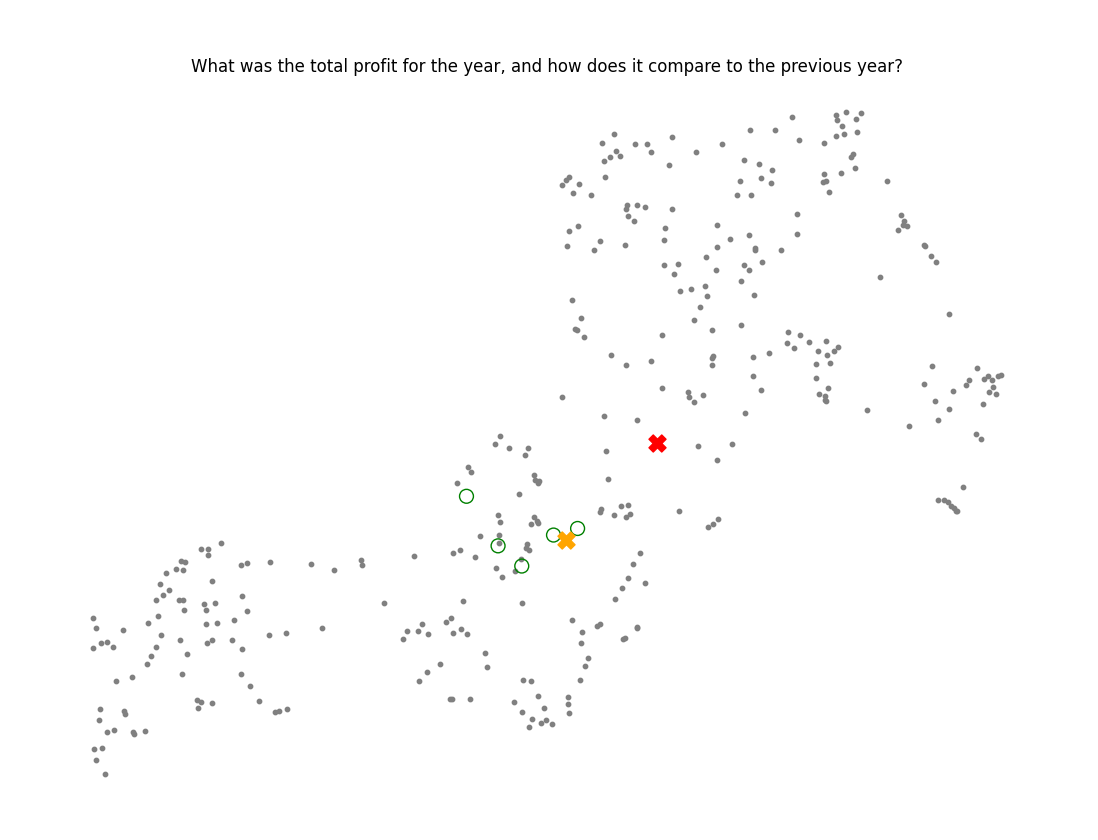 What was the total profit for the year, and how does it compare to the previous year?